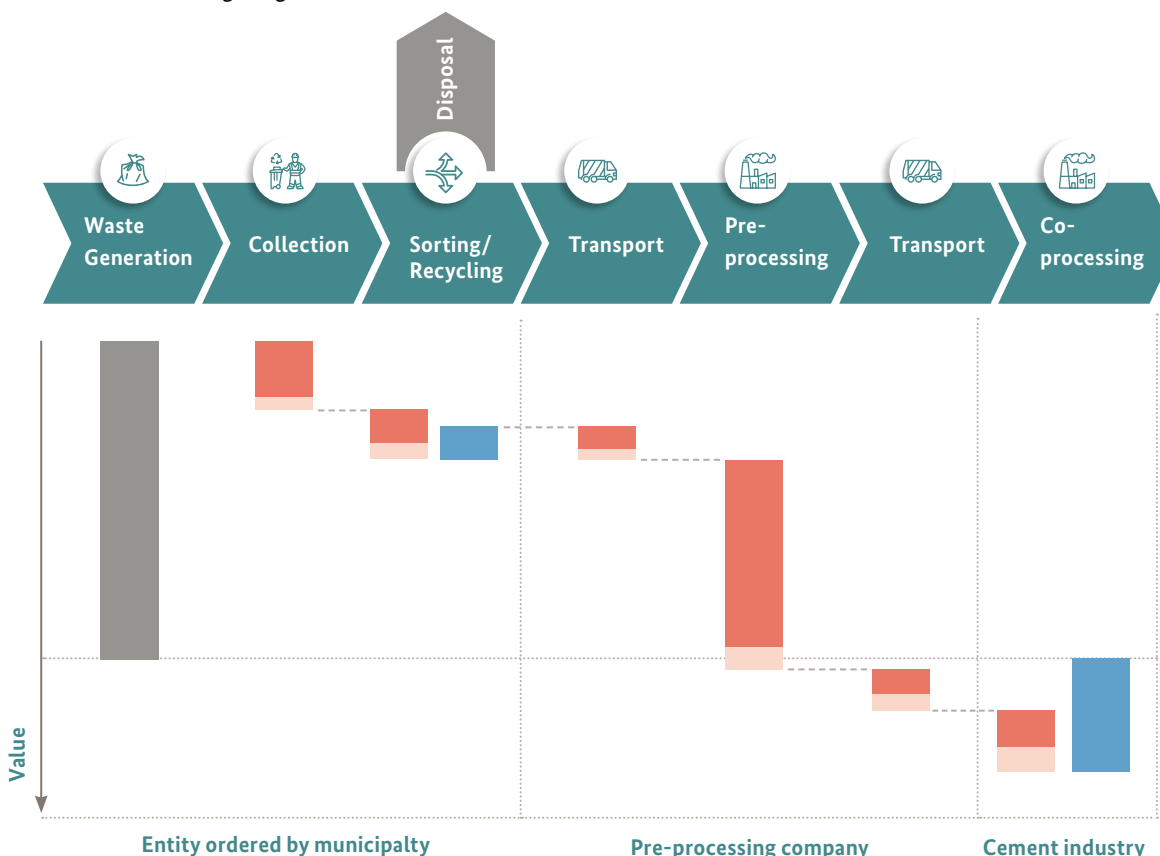 Disposal
Waste
Generation
Collection
Sorting/
Recycling
Transport
Pre-
processing
Transport
Co-
processing
Value
Entity ordered by municipalty
Pre-processing company
Cement industry